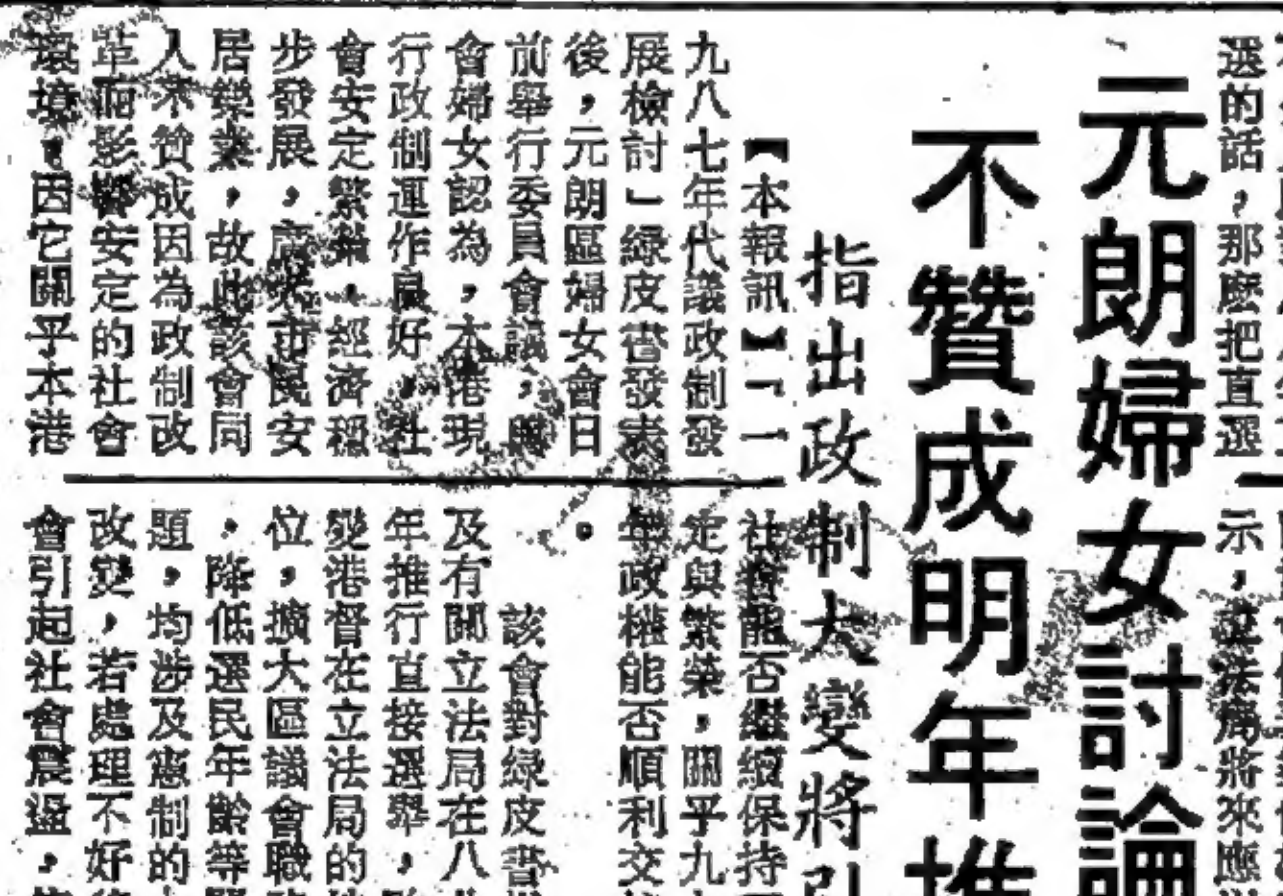 選的話，那麼把直選
元朗婦女討論
不贊成明年推
指出政制大變將引
【本報訊】「一
九八七年代議政制發
展檢討」綠皮書發表
後，元朗區婦女會日
前舉行委員會議，與
會婦女認為，本港現
行政制運作良好，社
會安定繁榮，經濟穩
步發展，市民安
居樂業，故此該會同
人不贊成因為政制改
革而影響安定的社會
環境，因它關乎本港
示，將來應
社會能否繼續保持
定與繁榮，關乎九
年政權能否順利交
。
該會對綠皮書
及有關立法局在八
年推行直接選舉，
變港督在立法局的
位，擴大區議會職
，降低選民年齡等
題，均涉及憲制的
改變，若處理不好
會引起社會震盪，